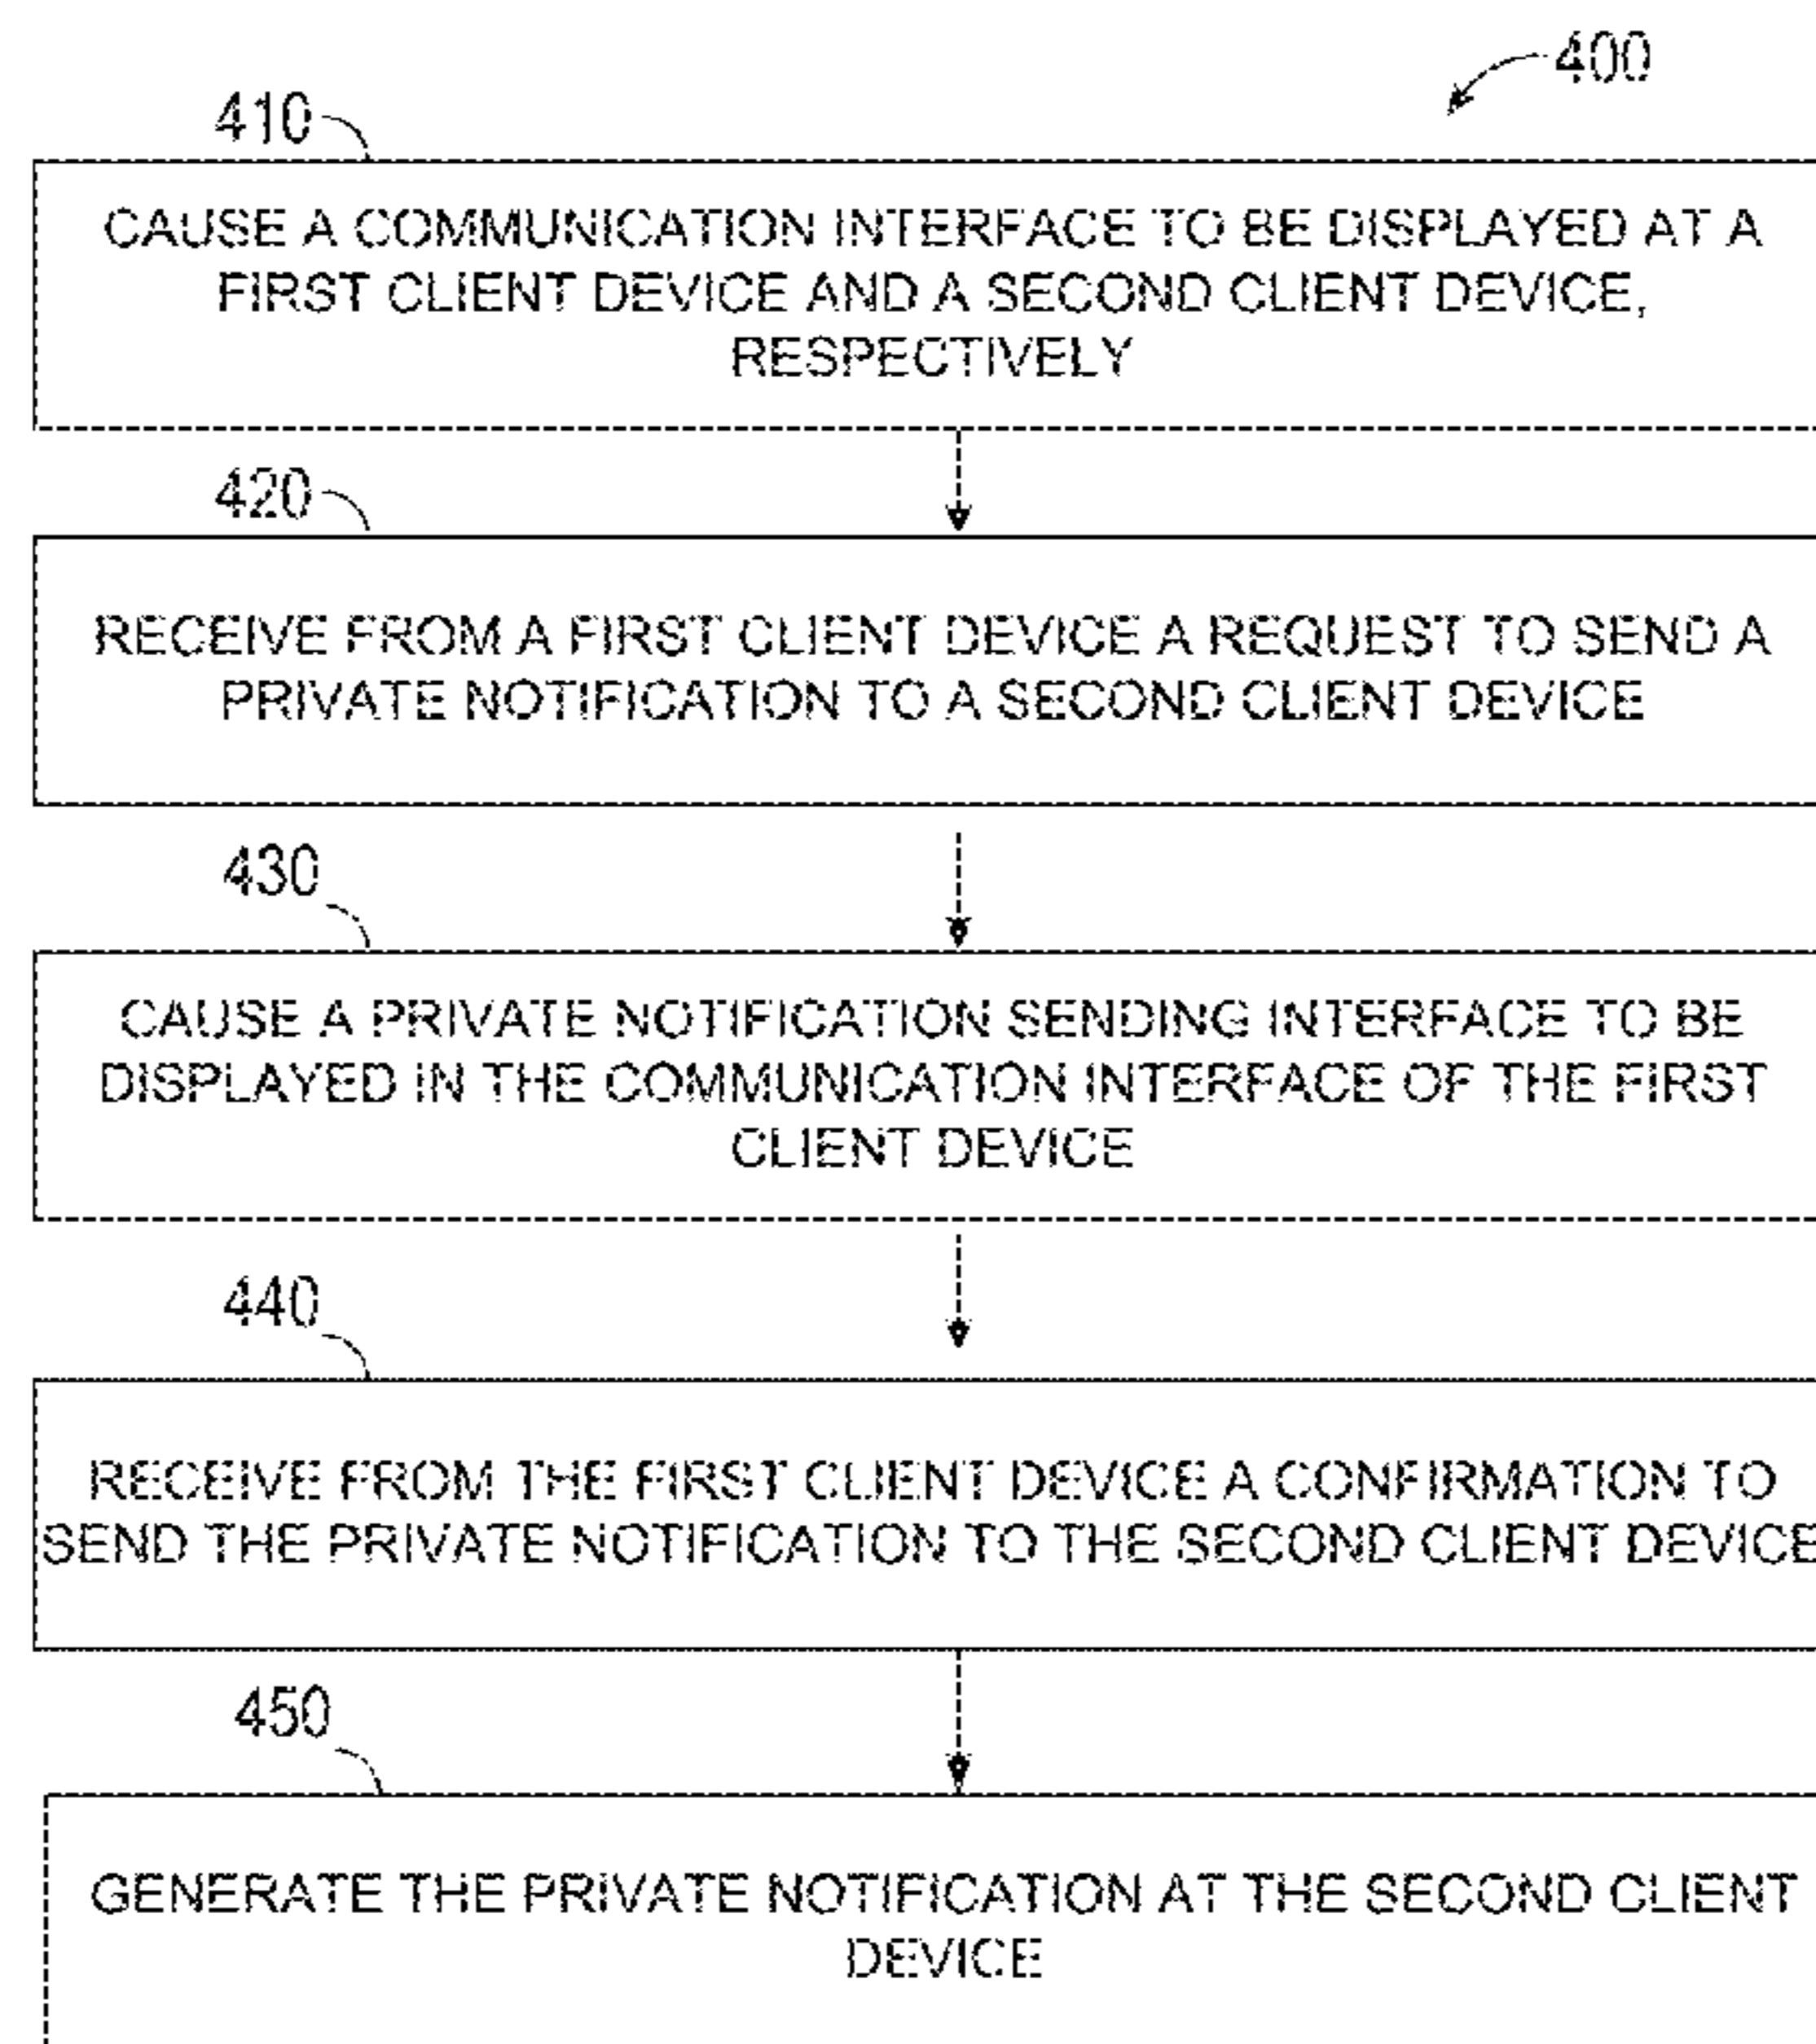 400
410
CAUSE A COMMUNICATION INTERFACE TO BE DISPLAYED AT A
FIRST CLIENT DEVICE AND A SECOND CLIENT DEVICE,
RESPECTIVELY
420
RECEIVE FROM A FIRST CLIENT DEVICE A REQUEST TO SEND A
PRIVATE NOTIFICATION TO A SECOND CLIENT DEVICE
430
CAUSE A PRIVATE NOTIFICATION SENDING INTERFACE TO BE
DISPLAYED IN THE COMMUNICATION INTERFACE OF THE FIRST
CLIENT DEVICE
440
RECEIVE FROM THE FIRST CLIENT DEVICE A CONFIRMATION TO
SEND THE PRIVATE NOTIFICATION TO THE SECOND CLIENT DEVICE
450
GENERATE THE PRIVATE NOTIFICATION AT THE SECOND CLIENT
DEVICE